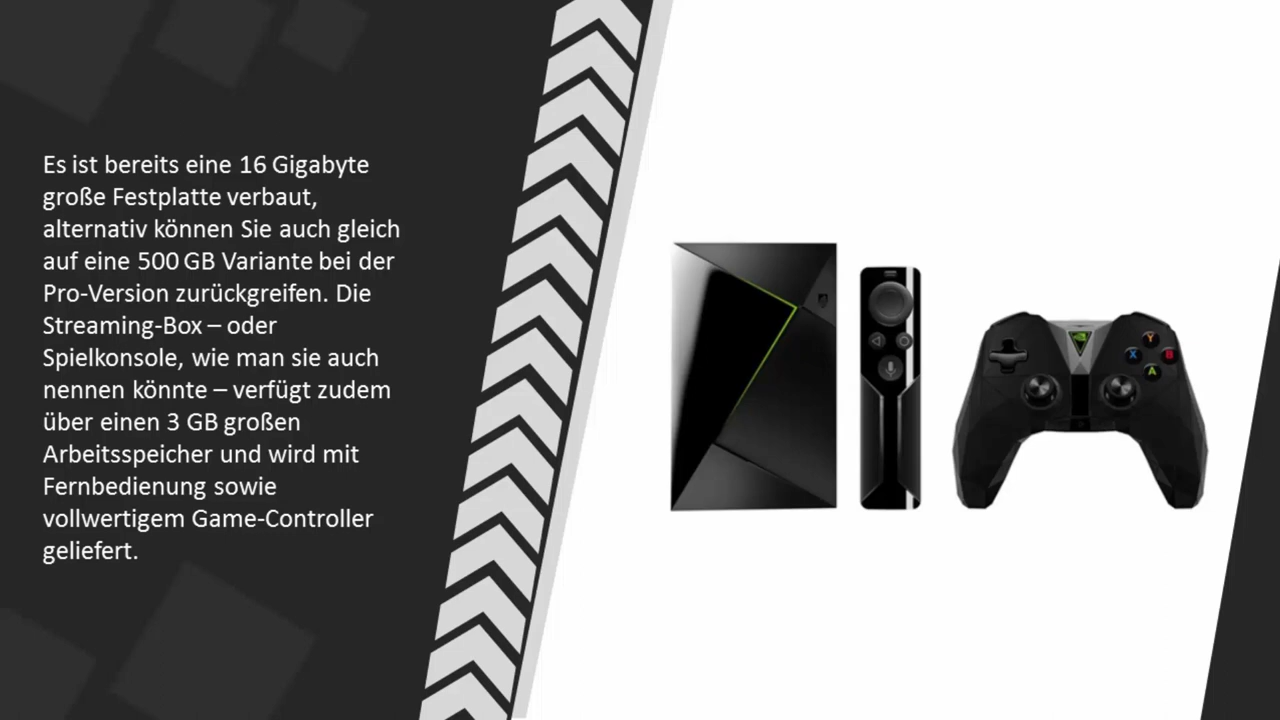 Es ist bereits eine 16 Gigabyte
große Festplatte verbaut,
alternativ können Sie auch gleich
auf eine 500 GB Variante bei der
Pro-Version zurückgreifen. Die
Streaming-Box – oder
Spielkonsole, wie man sie auch
nennen könnte – verfügt zudem
über einen 3 GB großen
Arbeitsspeicher und wird mit
Fernbedienung sowie
vollwertigem Game-Controller
geliefert.
Y
X B
A